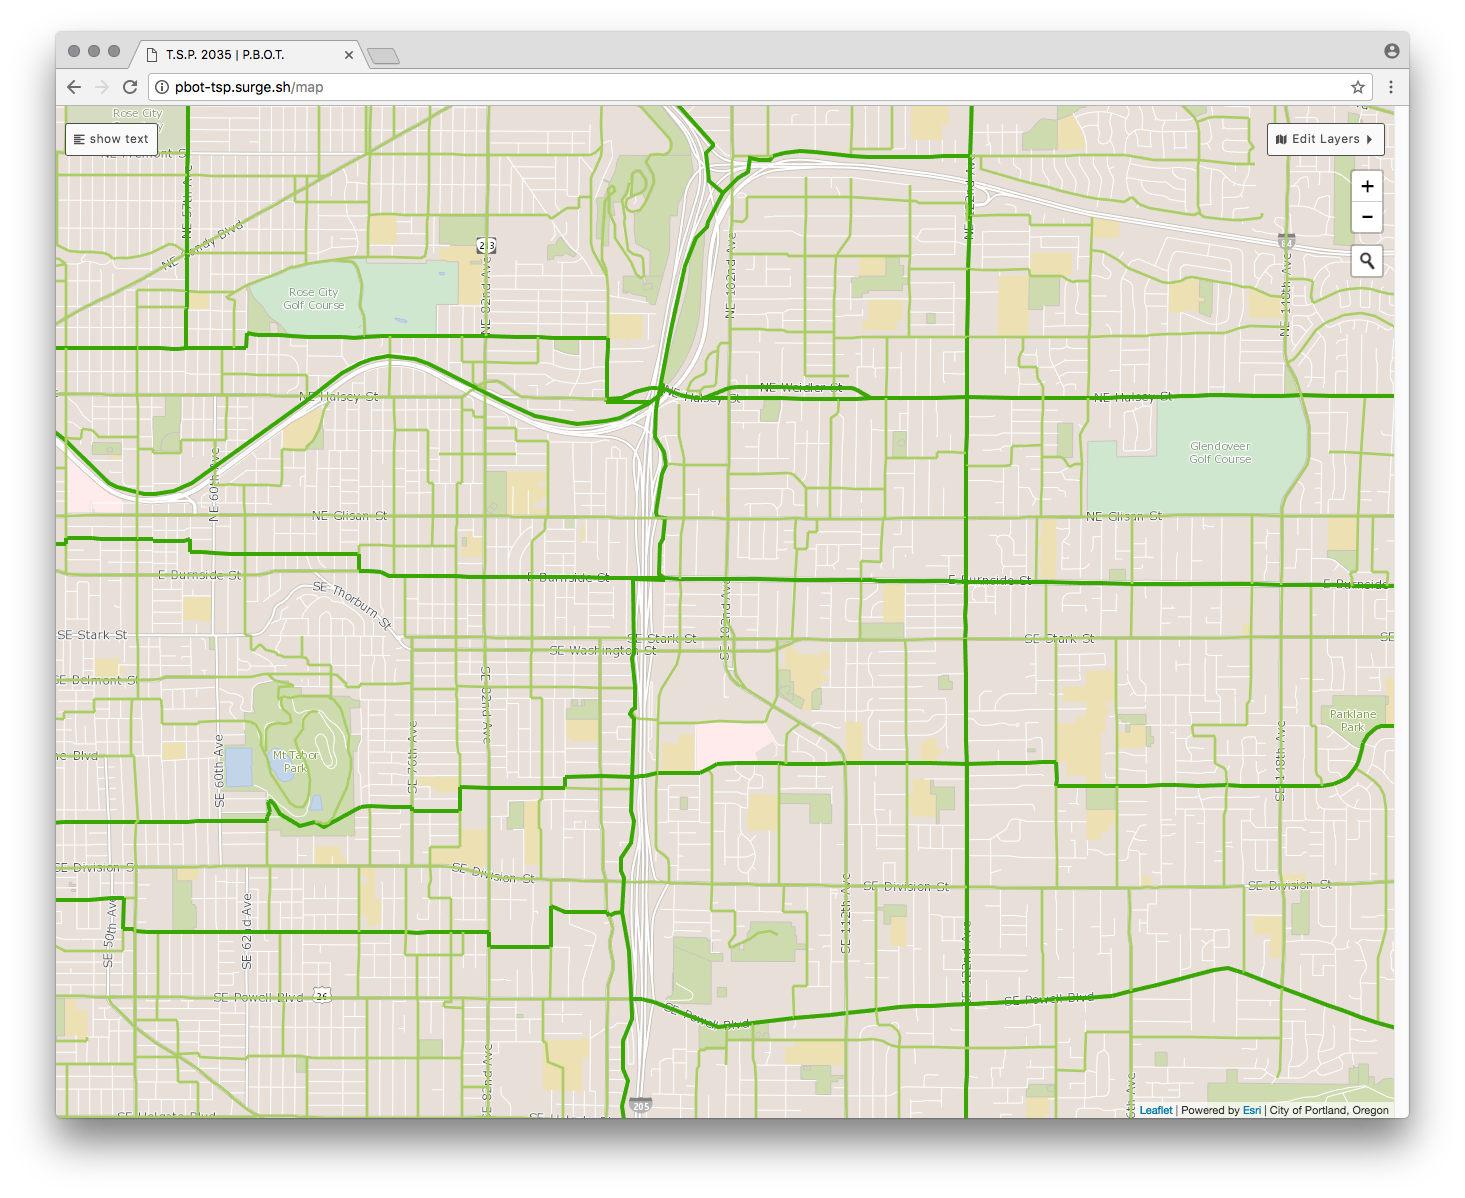 T.S.P. 2035 | P.B.O.T.
pbot-tsp.surge.sh/map
Rose City
show text
Edit Layers
NE 57th Ave
NE Sandy Blvd
213
NE 82nd Ave
NE 102nd Ave
NE 122nd Ave
84
NE 148th Ave
+
-
Rose City
Golf Course
NE Halsey St
NE Halsey St
NE Weidler St
NE Halsey St
Glendoveer
Golf Course
NE 60th Ave
NE Glisan St
NE Glisan St
E Burnside St
E Burnside St
E Burnside St
E Burnside
SE Thorburn St
SE Stark St
SE Stark St
SE Stark St
SE
SE Washington St
SE 102nd Ave
SE Belmont St
SE 82nd Ave
Parklane
Park
SE 60th Ave
Mt Tabor
Park
SE 76th Ave
SE 148th Ave
ne Blvd
SE Division S
SE Division St
SE Division St
SE Division St
SE 50th Ave
SE 62nd Ave
SE 112th Ave
SE 122nd Ave
SE Powell Blvd
26
SE Powell Blvd
SE Powell Blvd
SE 82nd Ave
205
6th Ave
SE Holgate Blvd
Leaflet | Powered by Esri | City of Portland, Oregon